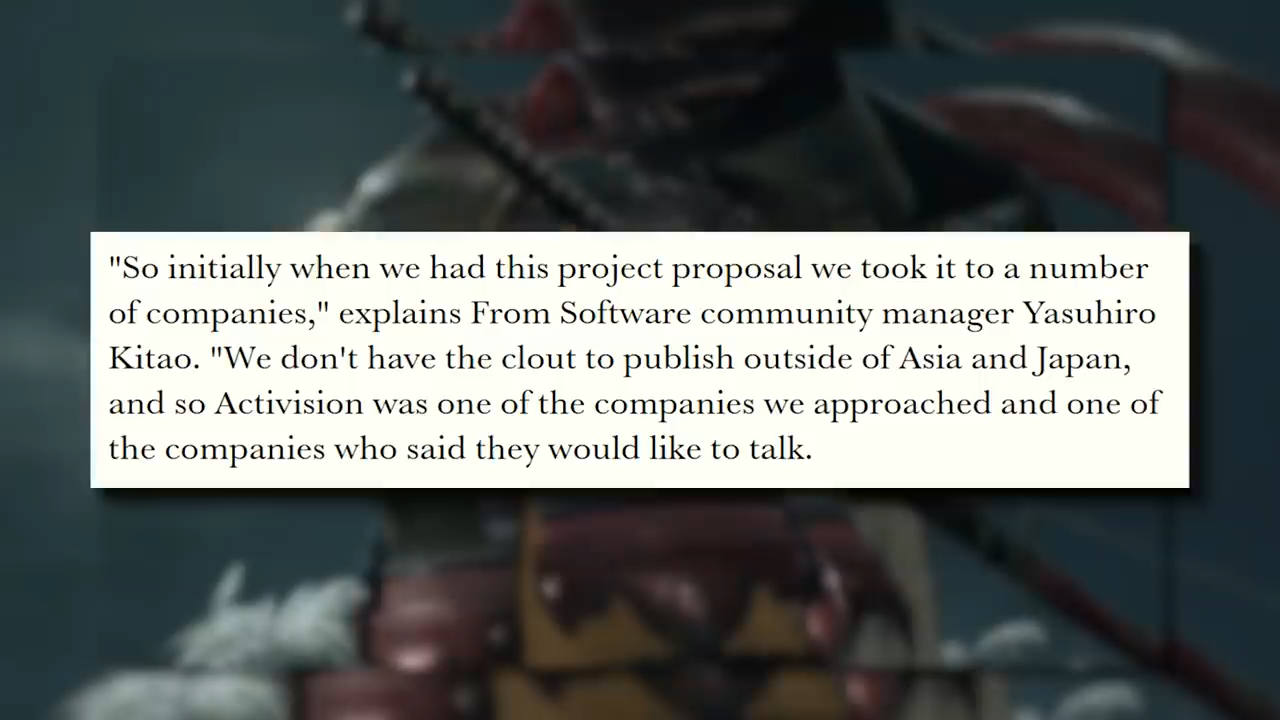 "So initially when we had this project proposal we took it to a number
of companies," explains From Software community manager Yasuhiro
Kitao. "We don't have the clout to publish outside of Asia and Japan,
and so Activision was one of the companies we approached and one of
the companies who said they would like to talk.